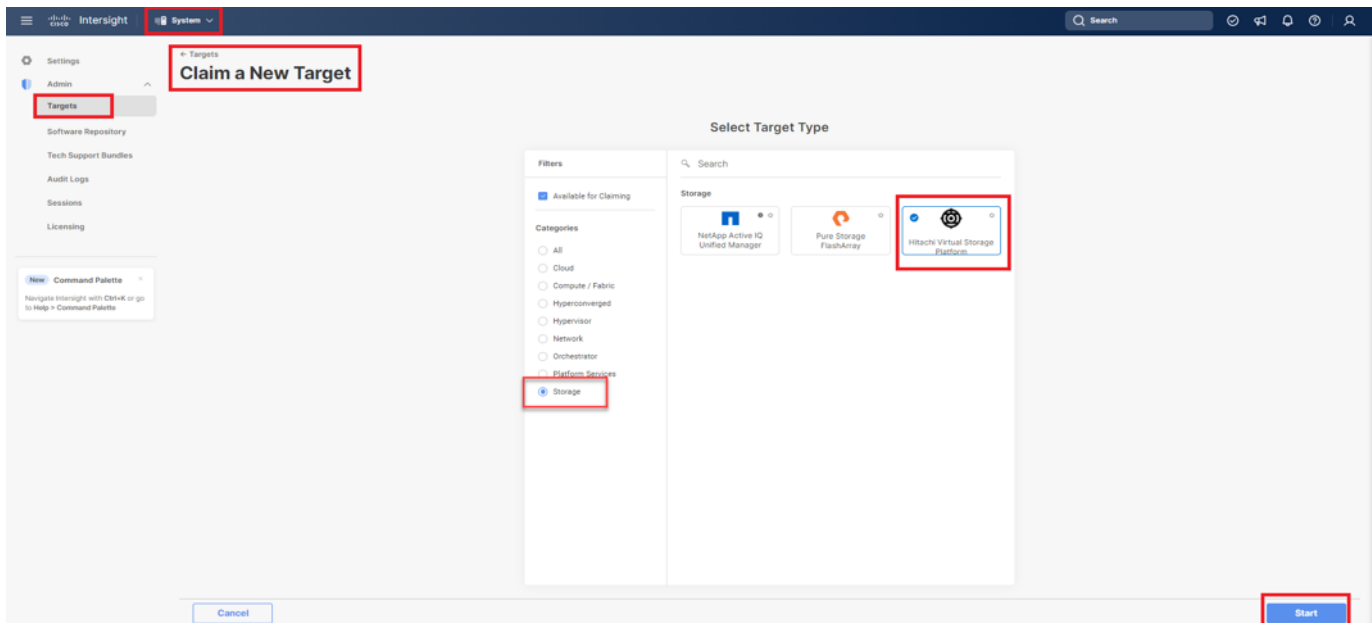 cisco Intersight System Search
Settings
Admin
Targets
Software Repository
Tech Support Bundles
Audit Logs
Sessions
Licensing
New Command Palette
Navigate Intersight with Ctrl+K or go
to Help > Command Palette
← Targets
Claim a New Target
Select Target Type
Filters
Available for Claiming
Categories
All
Cloud
Compute / Fabric
Hyperconverged
Hypervisor
Network
Orchestrator
Platform Services
Storage
Search
Storage
NetApp Active IQ
Unified Manager
Pure Storage
FlashArray
Hitachi Virtual Storage
Platform
Cancel
Start